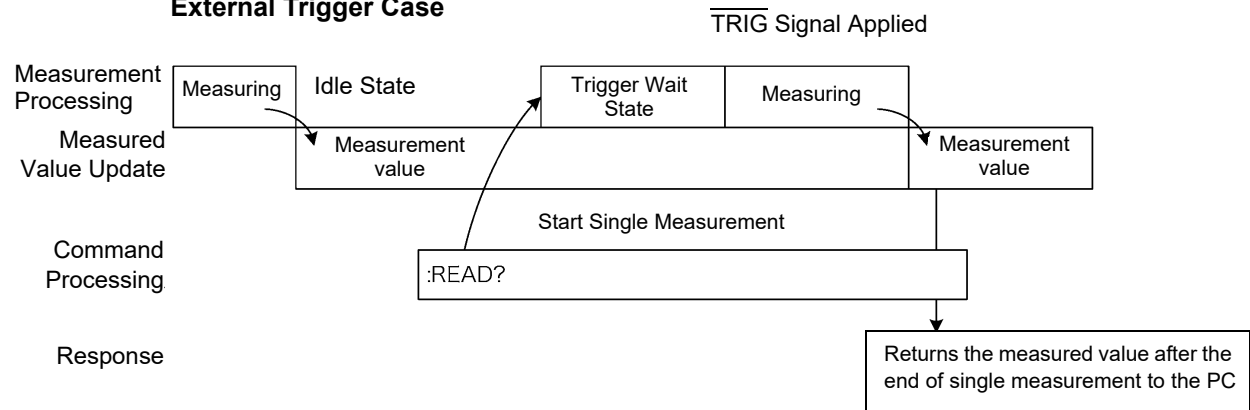 External Trigger Case
TRIG Signal Applied
Measurement
Processing
Measuring
Idle State
Trigger Wait
State
Measuring
Measured
Value Update
Measurement
value
Measurement
value
Start Single Measurement
Command
Processing
:READ?
Response
Returns the measured value after the
end of single measurement to the PC